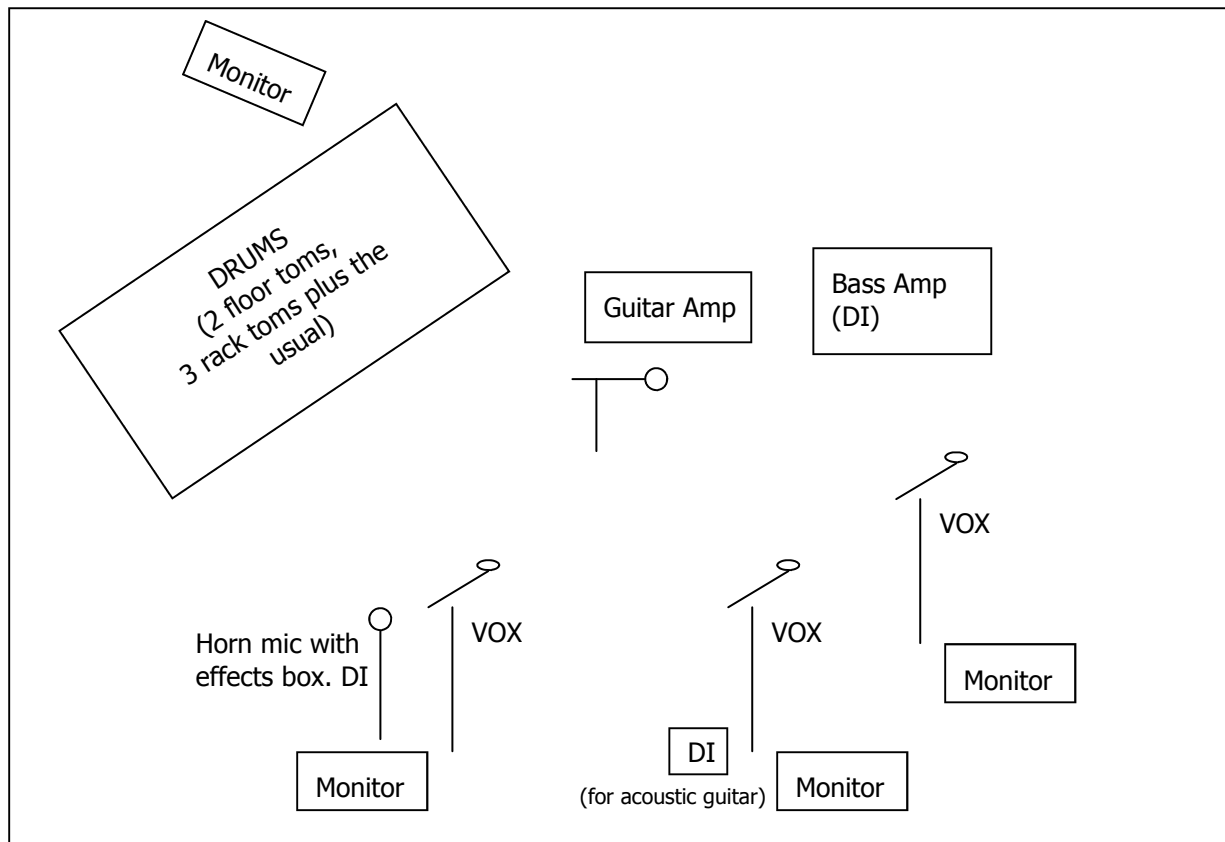 Monitor
DRUMS
(2 floor toms,
3 rack toms plus the
usual)
Guitar Amp
Bass Amp
(DI)
VOX
Horn mic with
effects box. DI
VOX
VOX
Monitor
Monitor
DI
(for acoustic guitar)
Monitor